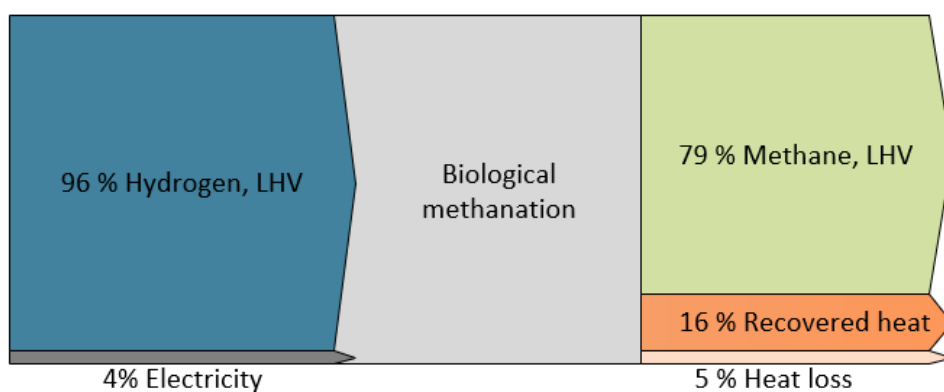 96 % Hydrogen, LHV
4% Electricity
Biological
methanation
79 % Methane, LHV
16 % Recovered heat
5 % Heat loss